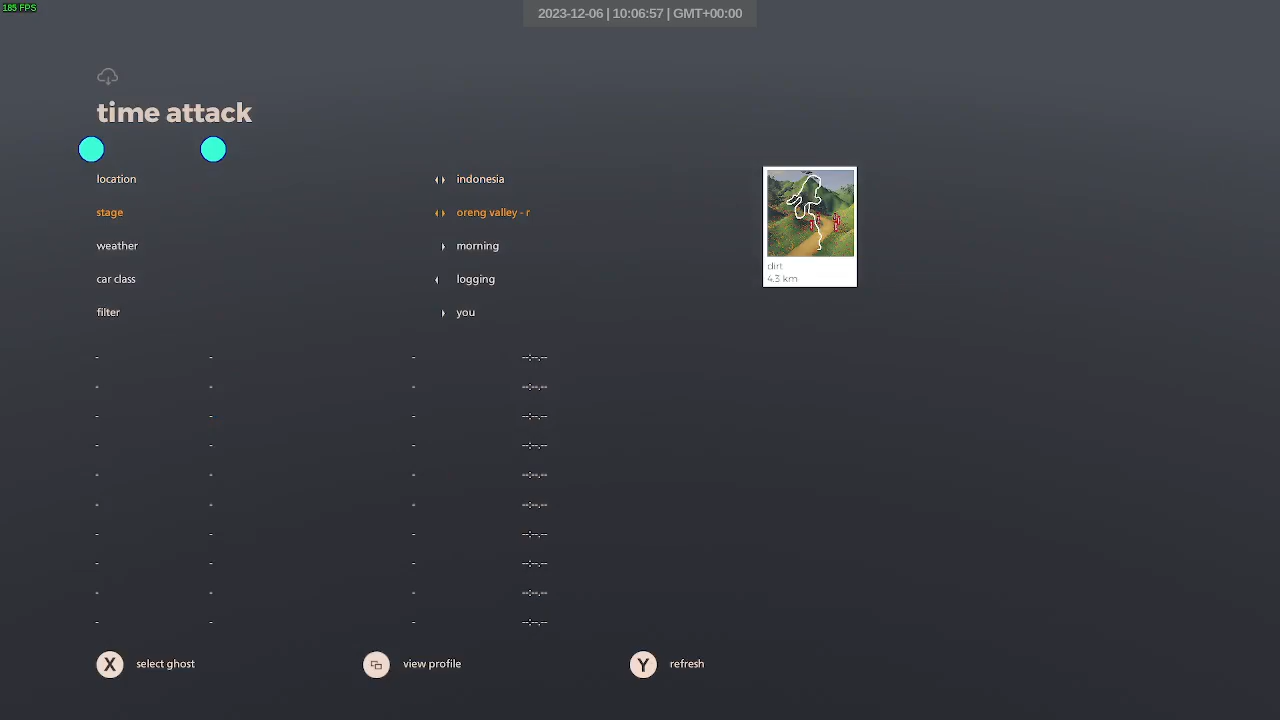 185 FPS
2023-12-06 | 10:06:57 | GMT+00:00
time attack
location indonesia
stage oreng valley - r
weather morning
car class logging
filter you
dirt
4.3 km
- - - --:--.--
- - - --:--.--
- - - --:--.--
- - - --:--.--
- - - --:--.--
- - - --:--.--
- - - --:--.--
- - - --:--.--
- - - --:--.--
- - - --:--.--
X select ghost view profile Y refresh